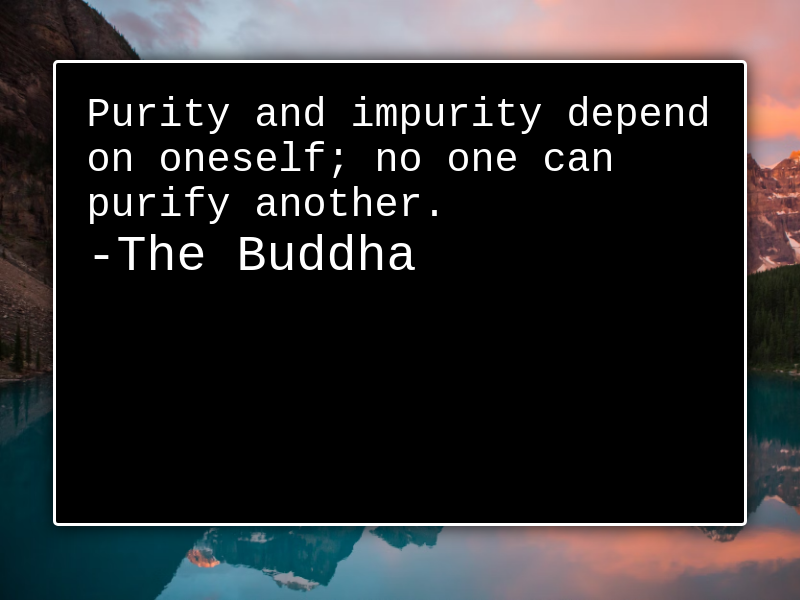 Purity and impurity depend
on oneself; no one can
purify another.
-The Buddha